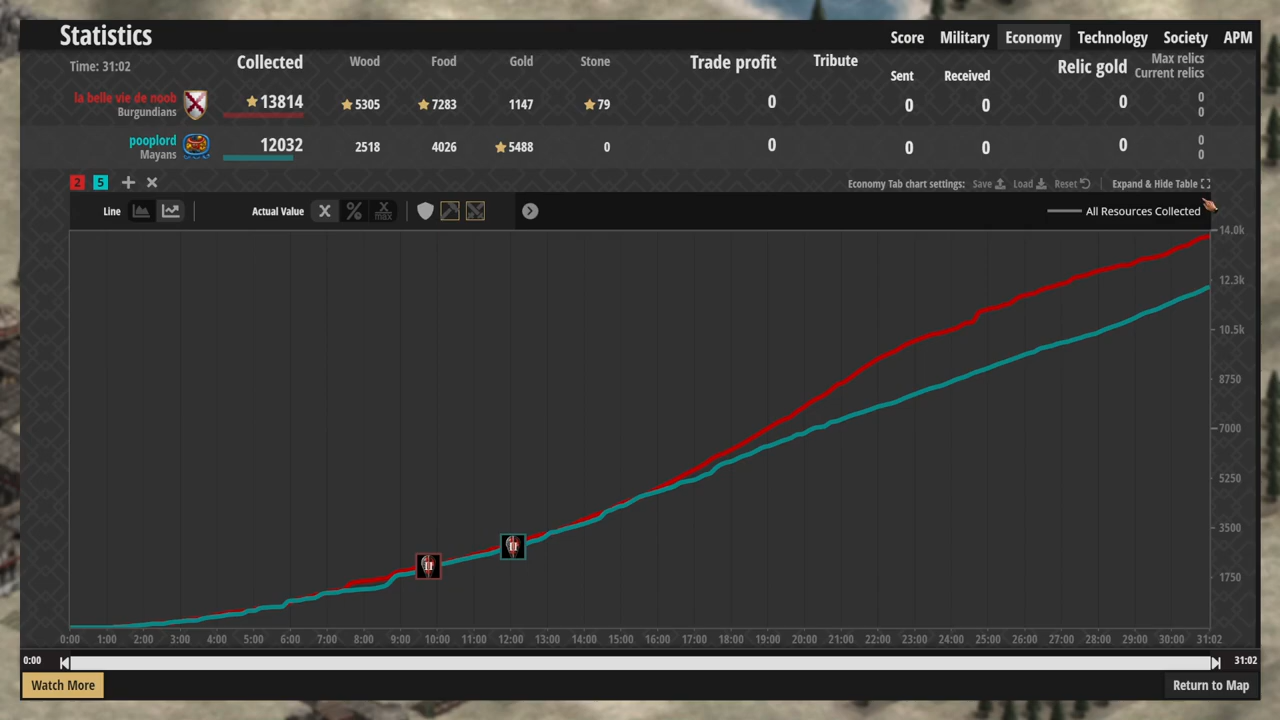 Statistics
Score Military Economy Technology Society APM
Time: 31:02
Collected Wood Food Gold Stone Trade profit Tribute Sent Received Relic gold Max relics Current relics
la belle vie de noob
Burgundians
13814 5305 7283 1147 79 0 0 0 0 0 0
pooplord
Mayans
12032 2518 4026 5488 0 0 0 0 0 0 0
2 5
Economy Tab chart settings: Save Load Reset Expand & Hide Table
Line Actual Value X % X max
All Resources Collected
14.0k
12.3k
10.5k
8750
7000
5250
3500
1750
II
II
0:00 1:00 2:00 3:00 4:00 5:00 6:00 7:00 8:00 9:00 10:00 11:00 12:00 13:00 14:00 15:00 16:00 17:00 18:00 19:00 20:00 21:00 22:00 23:00 24:00 25:00 26:00 27:00 28:00 29:00 30:00 31:02
0:00 31:02
Watch More Return to Map